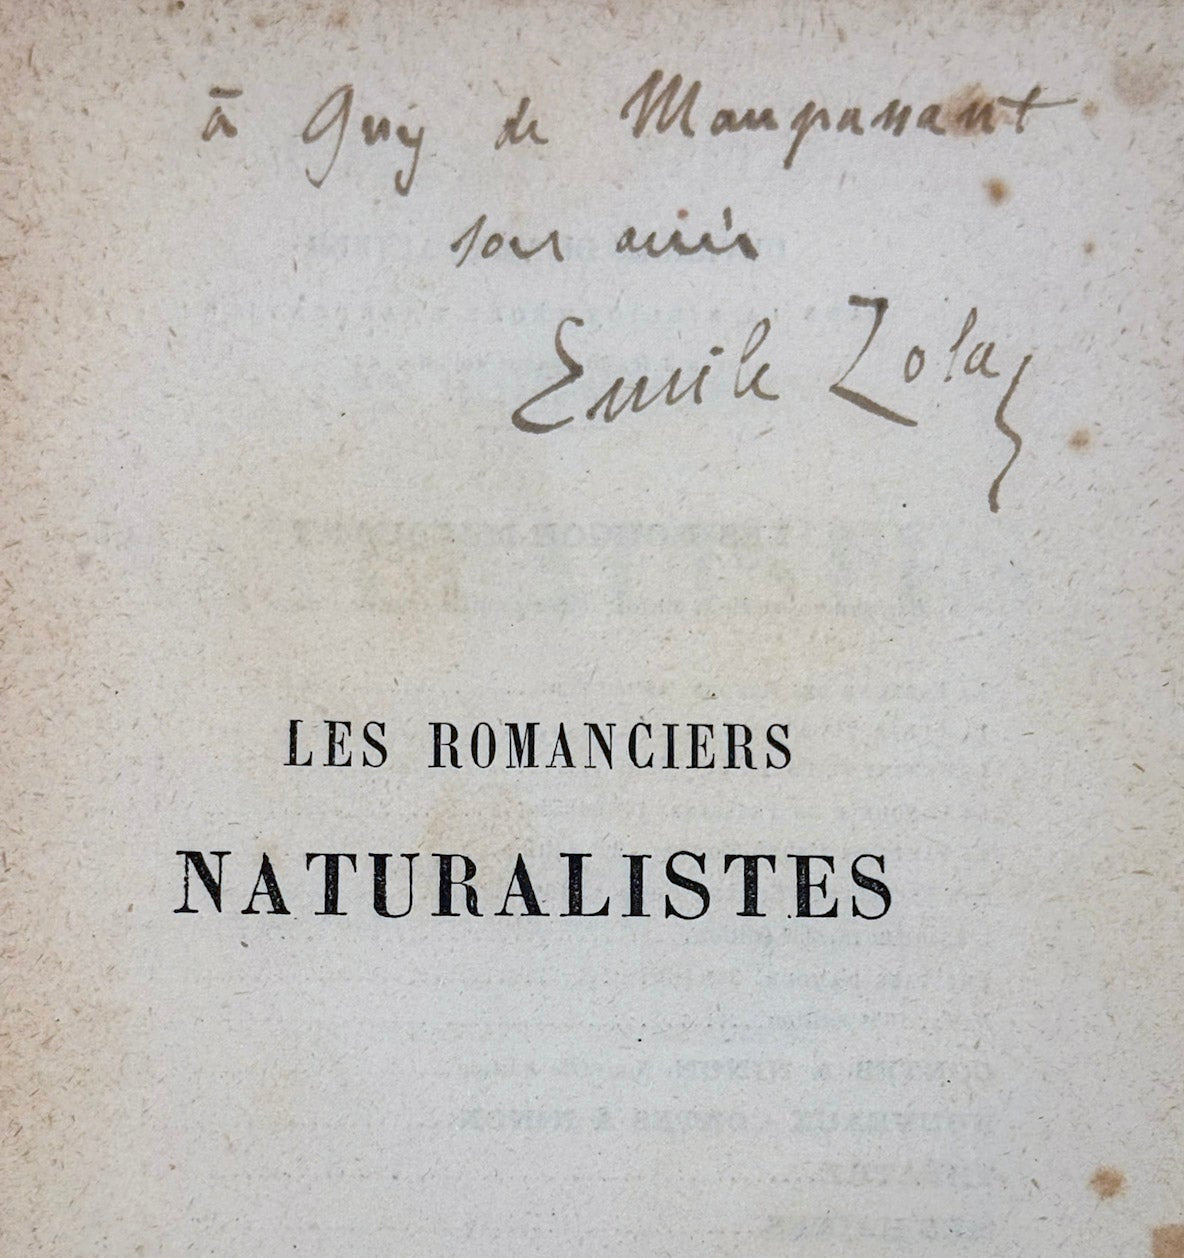 à Guy de Maupassant
son ami
Emile Zola
LES ROMANCIERS
NATURALISTES